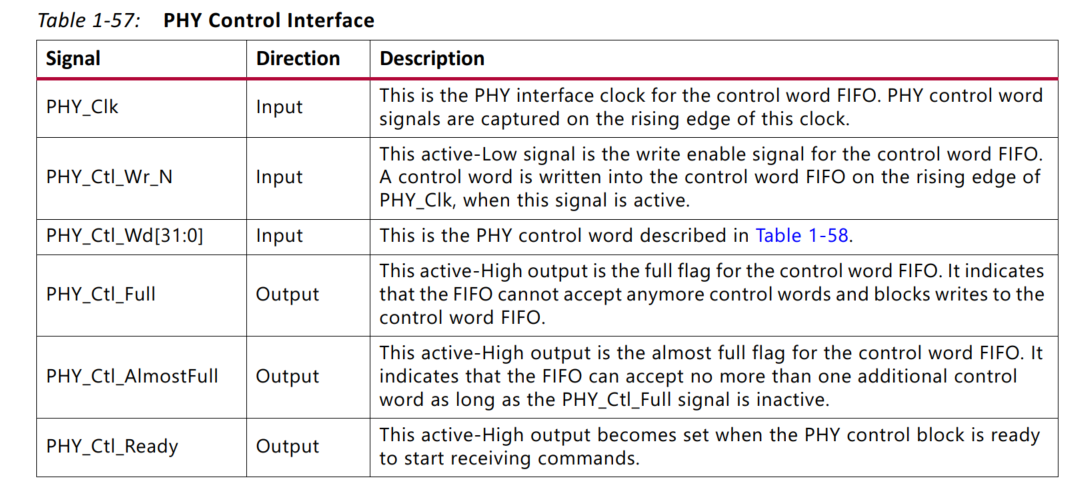 Table 1-57: PHY Control Interface
Signal Direction Description
PHY_Clk Input This is the PHY interface clock for the control word FIFO. PHY control word
signals are captured on the rising edge of this clock.
PHY_Ctl_Wr_N Input This active-Low signal is the write enable signal for the control word FIFO.
A control word is written into the control word FIFO on the rising edge of
PHY_Clk, when this signal is active.
PHY_Ctl_Wd[31:0] Input This is the PHY control word described in Table 1-58.
PHY_Ctl_Full Output This active-High output is the full flag for the control word FIFO. It indicates
that the FIFO cannot accept anymore control words and blocks writes to the
control word FIFO.
PHY_Ctl_AlmostFull Output This active-High output is the almost full flag for the control word FIFO. It
indicates that the FIFO can accept no more than one additional control
word as long as the PHY_Ctl_Full signal is inactive.
PHY_Ctl_Ready Output This active-High output becomes set when the PHY control block is ready
to start receiving commands.